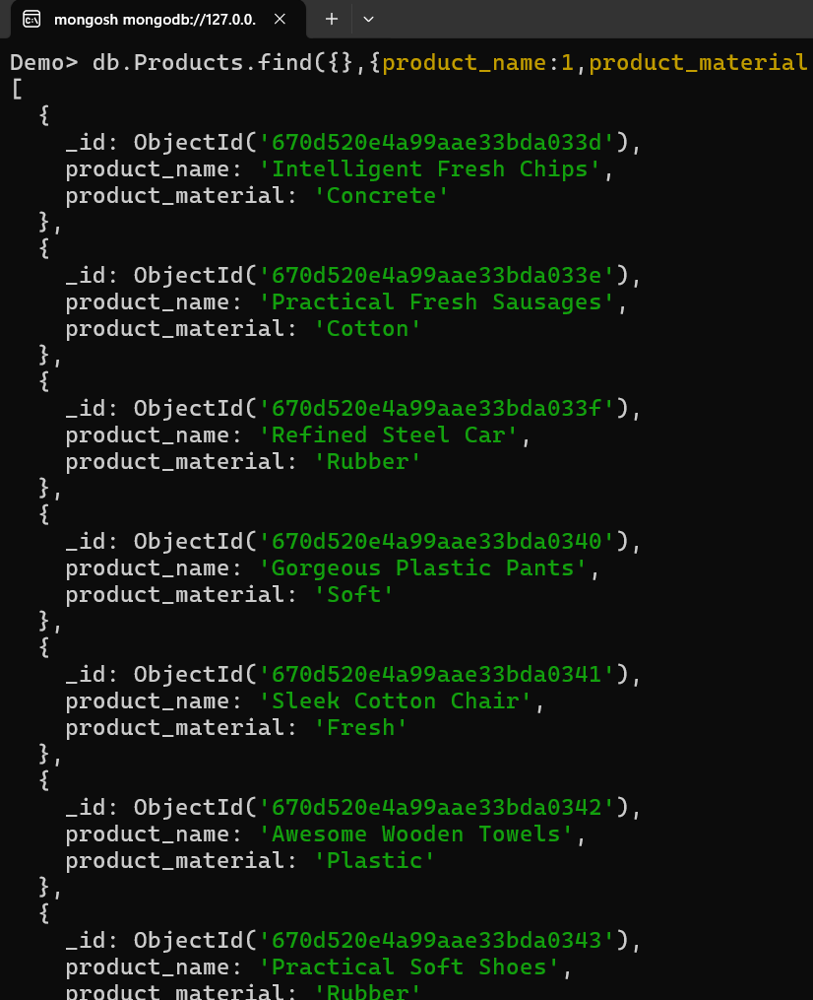 mongosh mongodb://127.0.0.
Demo> db.Products.find({},{product_name:1,product_material
[
{
_id: ObjectId('670d520e4a99aae33bda033d'),
product_name: 'Intelligent Fresh Chips',
product_material: 'Concrete'
},
{
_id: ObjectId('670d520e4a99aae33bda033e'),
product_name: 'Practical Fresh Sausages',
product_material: 'Cotton'
},
{
_id: ObjectId('670d520e4a99aae33bda033f'),
product_name: 'Refined Steel Car',
product_material: 'Rubber'
},
{
_id: ObjectId('670d520e4a99aae33bda0340'),
product_name: 'Gorgeous Plastic Pants',
product_material: 'Soft'
},
{
_id: ObjectId('670d520e4a99aae33bda0341'),
product_name: 'Sleek Cotton Chair',
product_material: 'Fresh'
},
{
_id: ObjectId('670d520e4a99aae33bda0342'),
product_name: 'Awesome Wooden Towels',
product_material: 'Plastic'
},
{
_id: ObjectId('670d520e4a99aae33bda0343'),
product_name: 'Practical Soft Shoes',
product_material: 'Rubber'